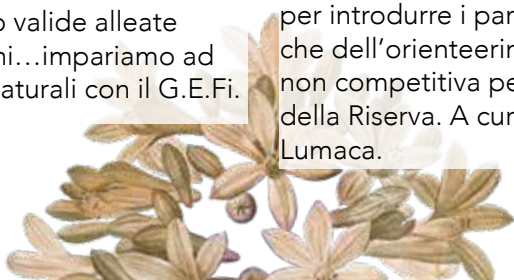 valide alleate
impariamo ad
aturali con il G.E.Fi.
per introdurre i par
che dell'orienteerin
non competitiva pe
della Riserva. A cur
Lumaca.